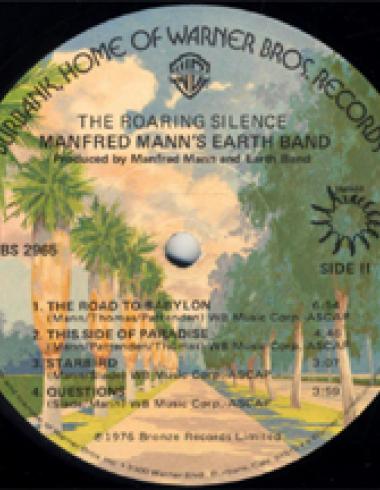 BURBANK, HOME OF WARNER BROS. RECORDS
THE ROARING SILENCE
MANFRED MANN'S EARTH BAND
Produced by Manfred Mann and Earth Band
BS 2965
SIDE II
1. THE ROAD TO BABYLON 6:54
(Mann/Thomas/Pattenden) WB Music Corp. ASCAP
2. THIS SIDE OF PARADISE 4:46
(Mann/Pattenden/Thomas) WB Music Corp. ASCAP
3. STARBIRD 3:07
WB Music Corp. ASCAP
4. QUESTIONS 3:59
Mann) WB Music Corp. ASCAP
℗1976 Bronze Records Limited